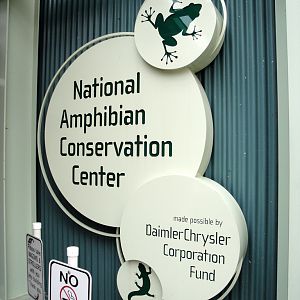 National
Amphibian
Conservation
Center
made possible by
DaimlerChrysler
Corporation
Fund
NO